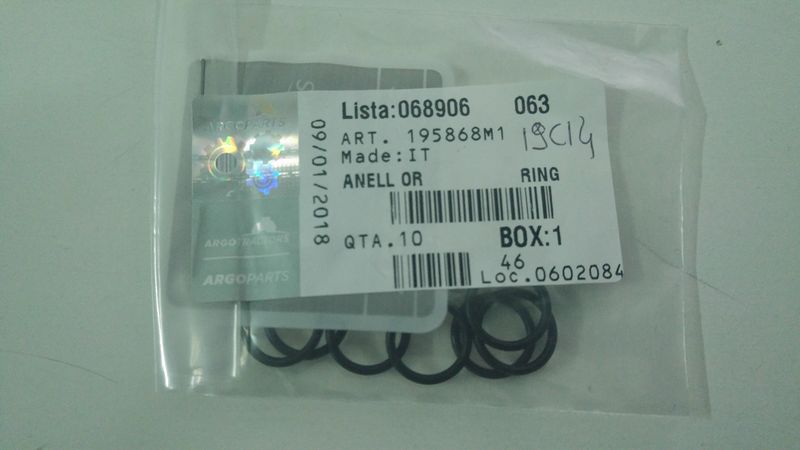 Lista:068906 063
ART. 195868M1
19C14
Made:IT
ANELL OR RING
QTA.10 BOX:1
46
Loc.0602084
09/01/2018
ARGOPARTS
ARGOTRACTORS
ARGOPARTS